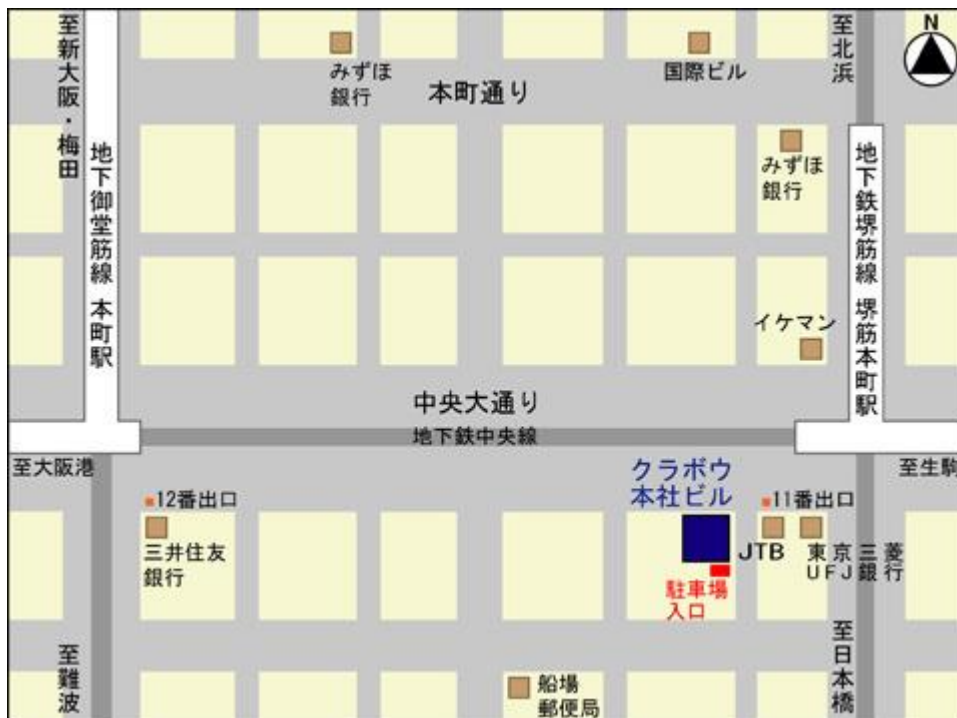 至新大阪・梅田
みずほ
銀行
本町通り
国際ビル
至北浜
N
地下御堂筋線 本町駅
みずほ
銀行
地下鉄堺筋線 堺筋本町駅
イケマン
中央大通り
地下鉄中央線
至大阪港
クラボウ
本社ビル
至生駒
12番出口
11番出口
三井住友
銀行
JTB
東京三菱
UFJ銀行
駐車場
入口
至難波
船場
郵便局
至日本橋